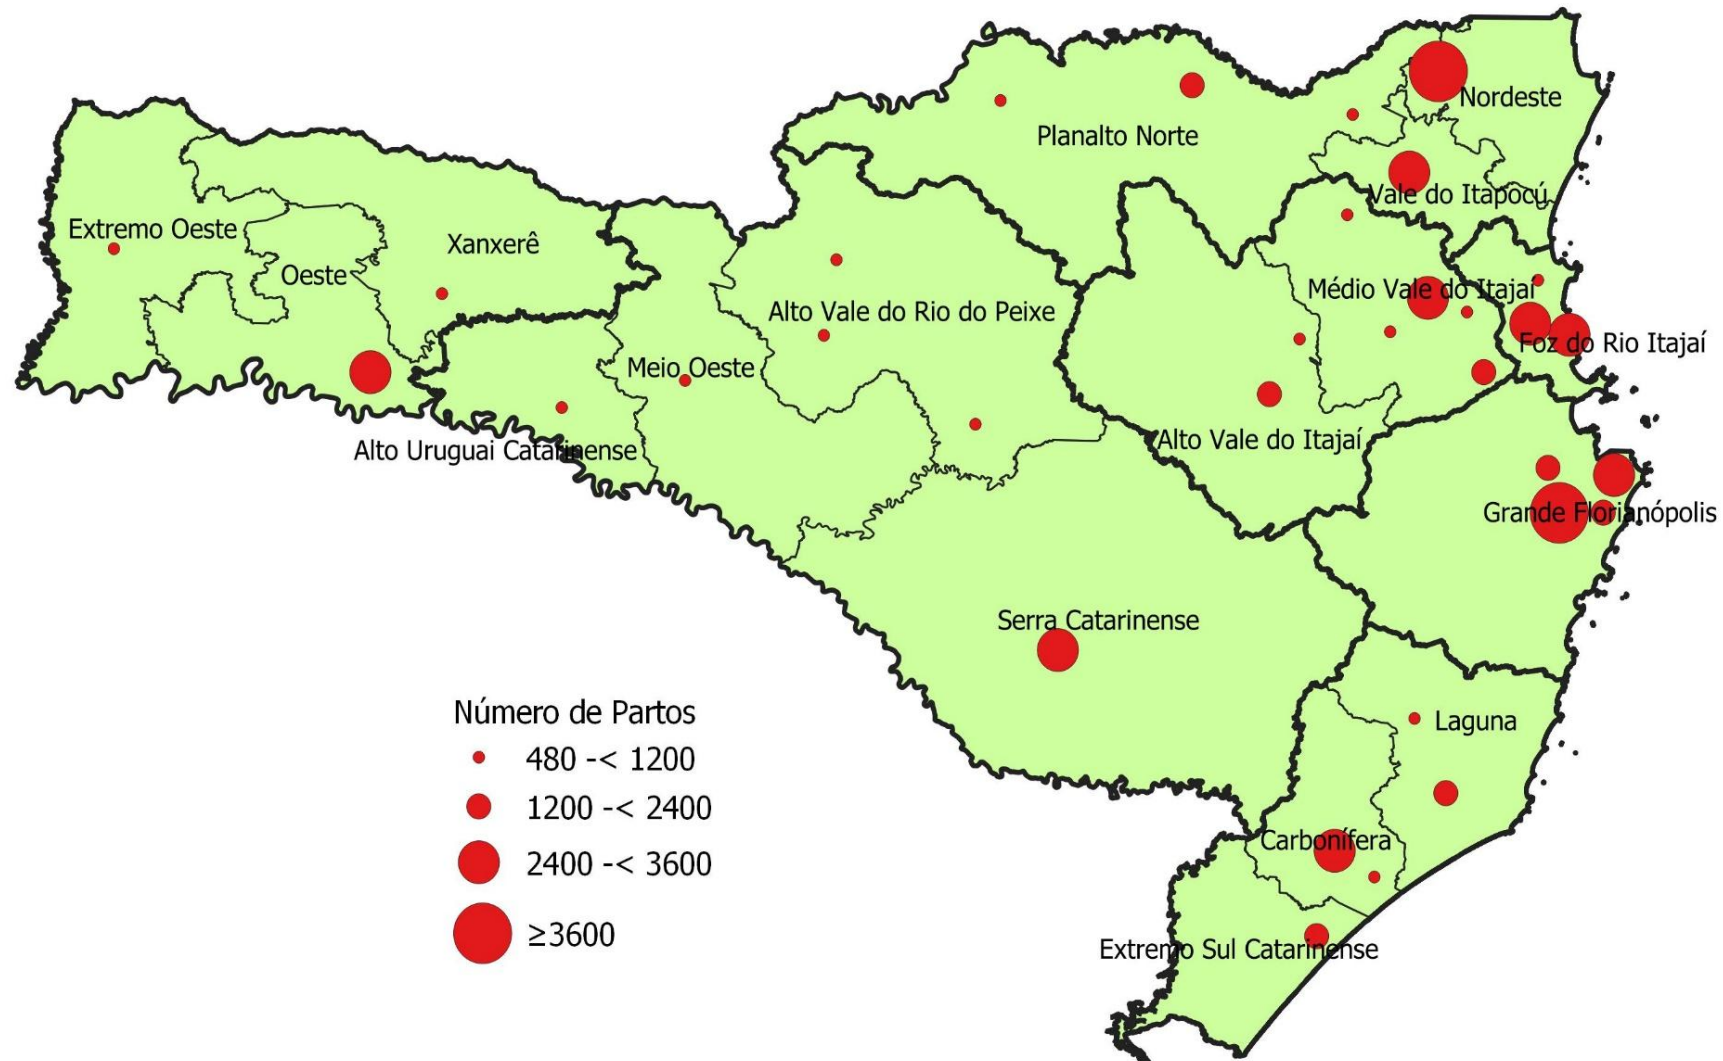 Nordeste
Planalto Norte
Vale do Itapocú
Extremo Oeste
Xanxerê
Oeste
Médio Vale do Itajaí
Alto Vale do Rio do Peixe
Foz do Rio Itajaí
Meio Oeste
Alto Vale do Itajaí
Alto Uruguai Catarinense
Grande Florianópolis
Serra Catarinense
Laguna
Carbonífera
Extremo Sul Catarinense
Número de Partos
480 -< 1200
1200 -< 2400
2400 -< 3600
≥3600